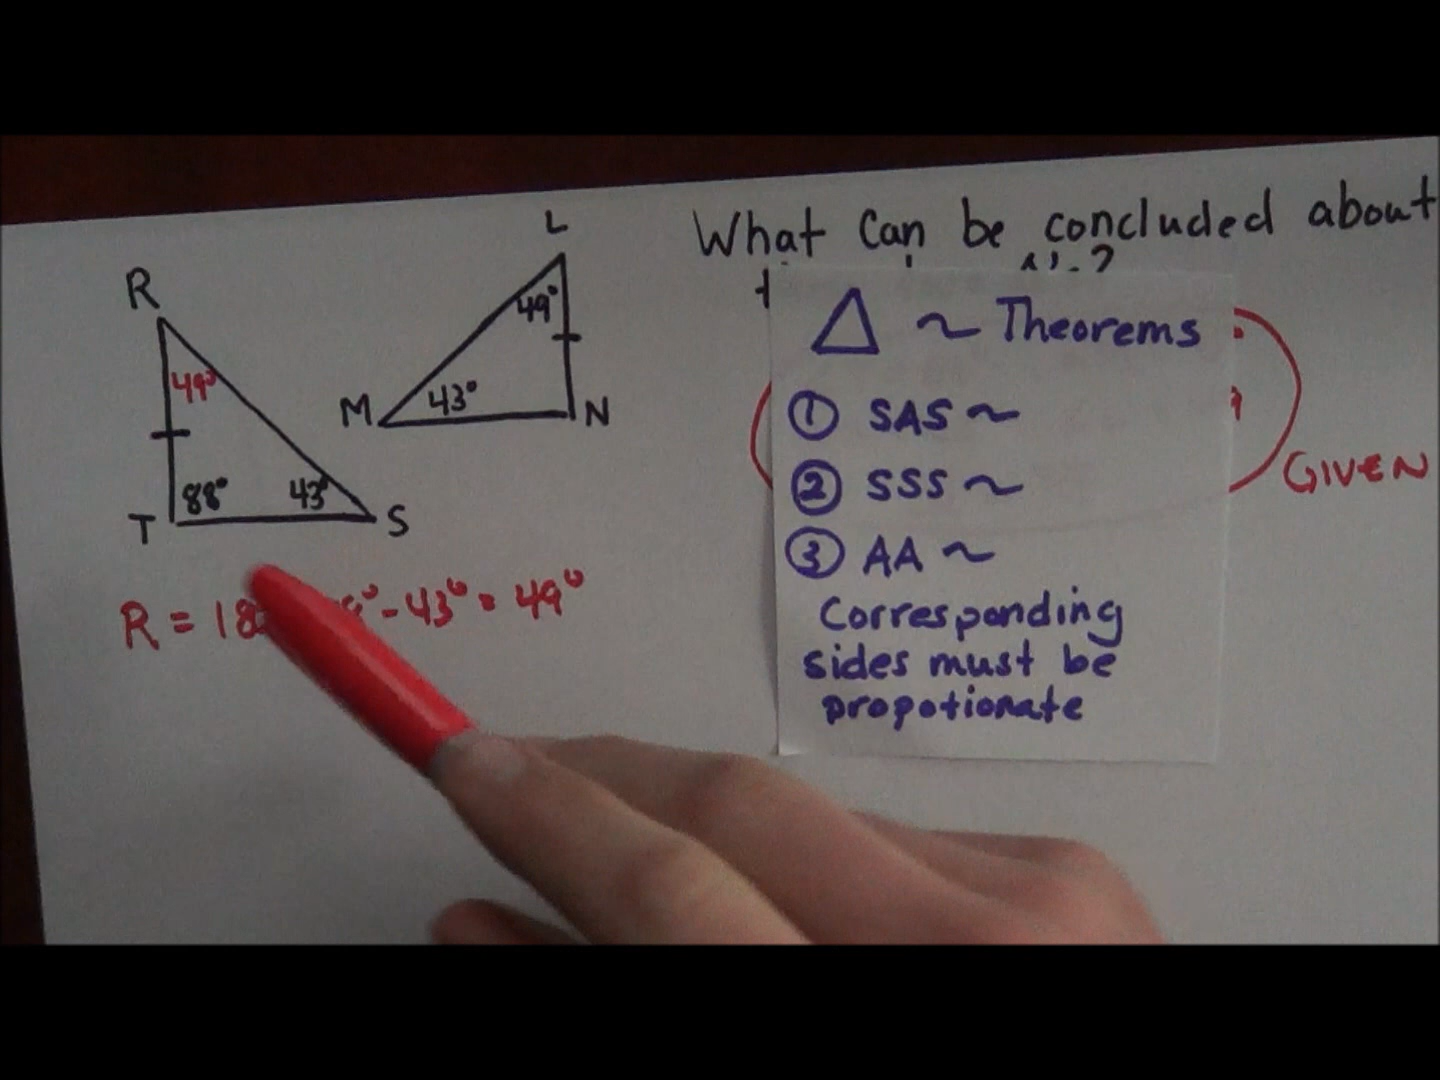 What can be concluded about
L
R
49°
49°
M
43°
N
88°
43°
T
S
R =
- 43° = 49°
△ ~ Theorems
① SAS ~
② SSS ~
③ AA ~
Corresponding
sides must be
propotionate
GIVEN